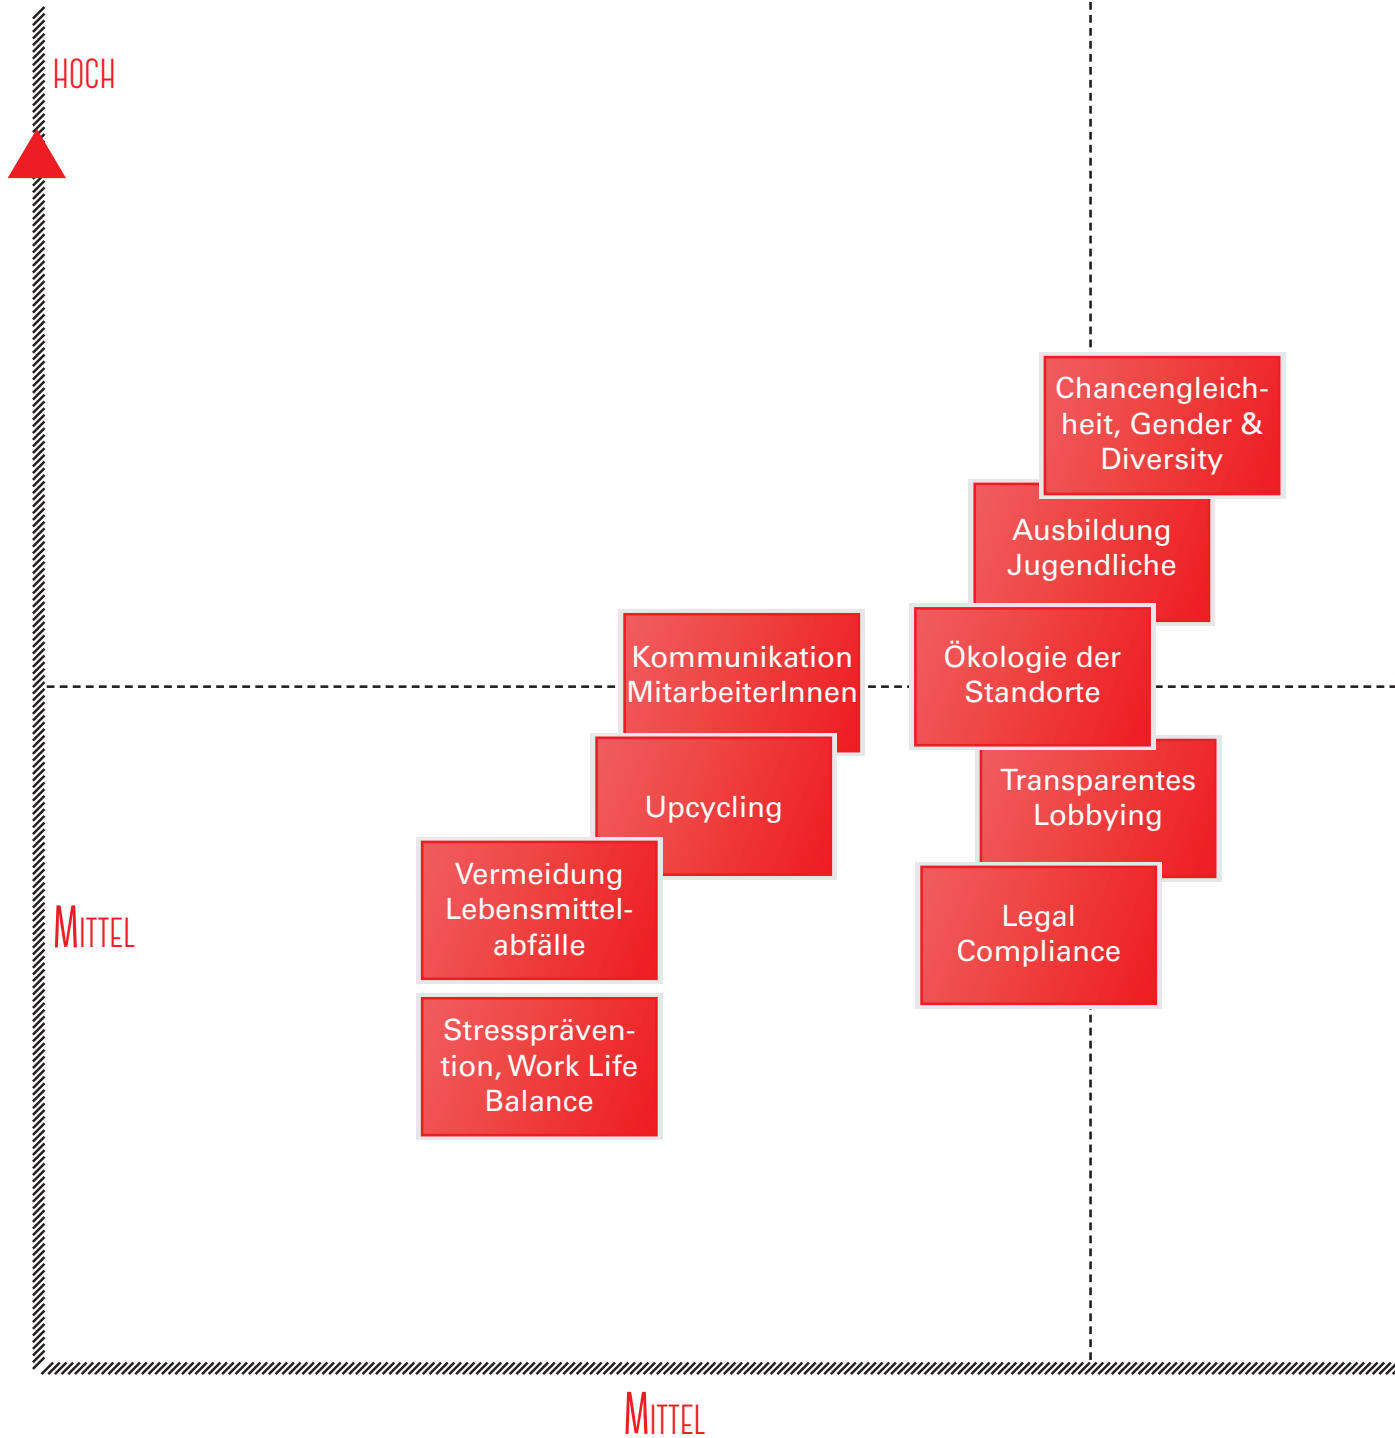 HOCH
Chancengleich-
heit, Gender &
Diversity
Ausbildung
Jugendliche
Kommunikation
MitarbeiterInnen
Ökologie der
Standorte
Upcycling
Transparentes
Lobbying
Vermeidung
Lebensmittel-
abfälle
Legal
Compliance
MITTEL
StressPräven-
tion, Work Life
Balance
MITTEL